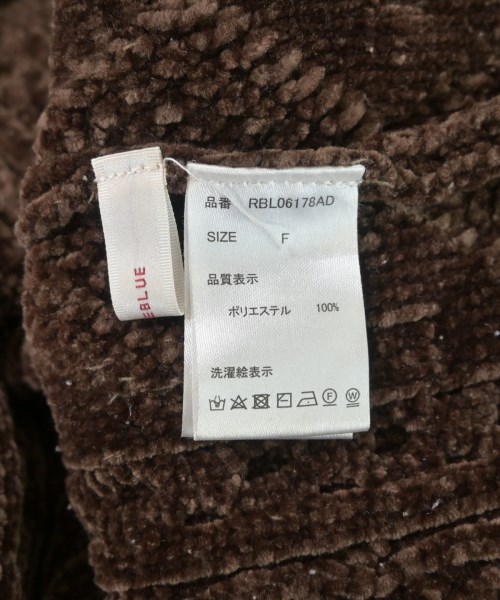 EBLUE
品番 RBL06178AD
SIZE F
品質表示
ポリエステル 100%
洗濯絵表示
F W